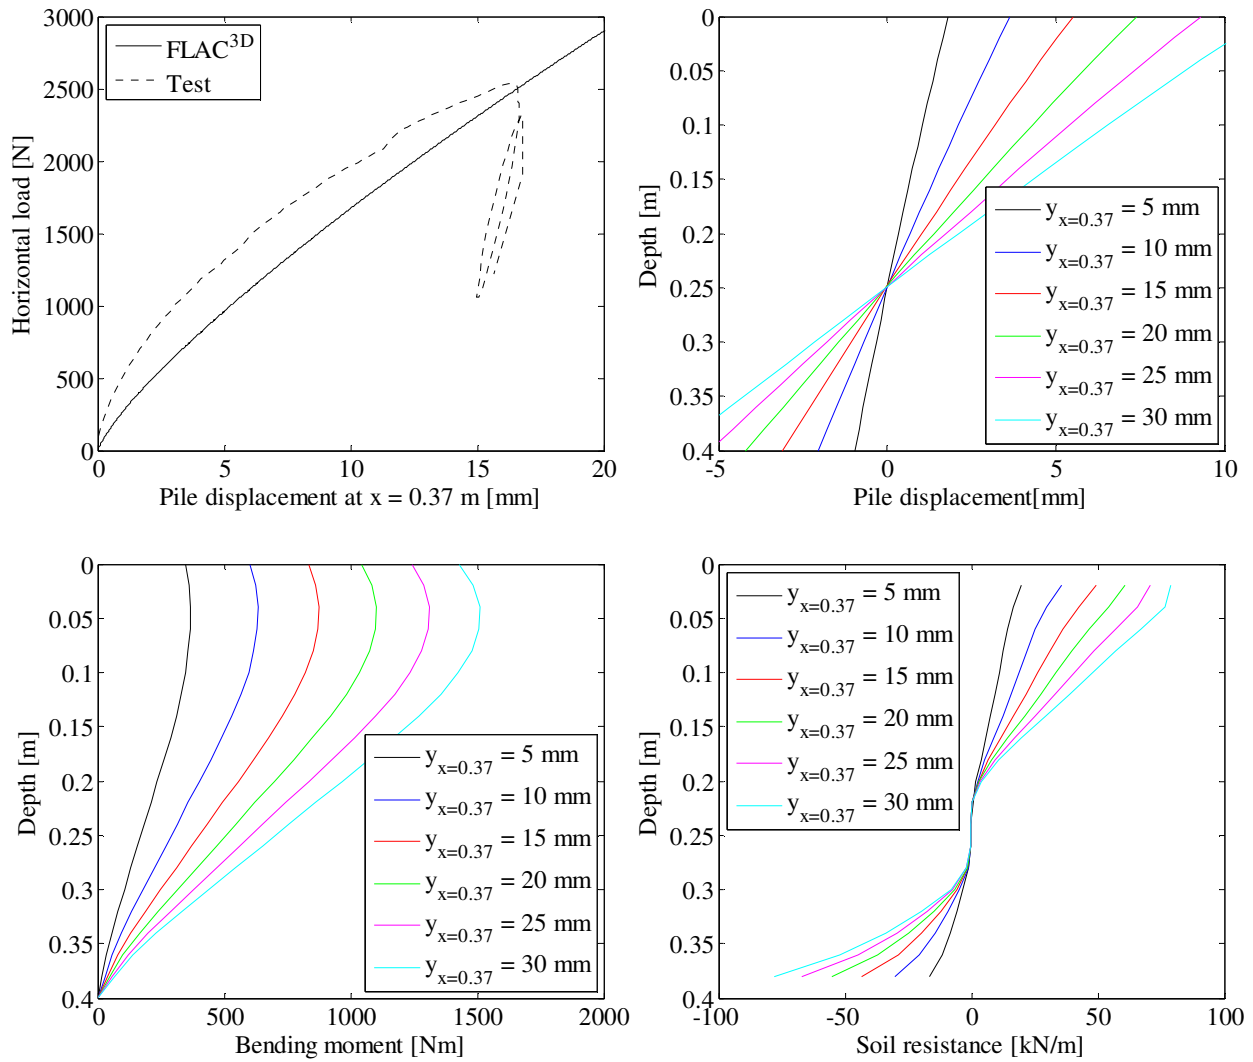 3000
2500
2000
1500
1000
500
0
Horizontal load [N]
FLAC3D
Test
0 5 10 15 20
Pile displacement at x = 0.37 m [mm]
0
0.05
0.1
0.15
0.2
0.25
0.3
0.35
0.4
Depth [m]
yx=0.37 = 5 mm
yx=0.37 = 10 mm
yx=0.37 = 15 mm
yx=0.37 = 20 mm
yx=0.37 = 25 mm
yx=0.37 = 30 mm
-5 0 5 10
Pile displacement[mm]
0
0.05
0.1
0.15
0.2
0.25
0.3
0.35
0.4
Depth [m]
yx=0.37 = 5 mm
yx=0.37 = 10 mm
yx=0.37 = 15 mm
yx=0.37 = 20 mm
yx=0.37 = 25 mm
yx=0.37 = 30 mm
0 500 1000 1500 2000
Bending moment [Nm]
0
0.05
0.1
0.15
0.2
0.25
0.3
0.35
0.4
Depth [m]
yx=0.37 = 5 mm
yx=0.37 = 10 mm
yx=0.37 = 15 mm
yx=0.37 = 20 mm
yx=0.37 = 25 mm
yx=0.37 = 30 mm
-100 -50 0 50 100
Soil resistance [kN/m]